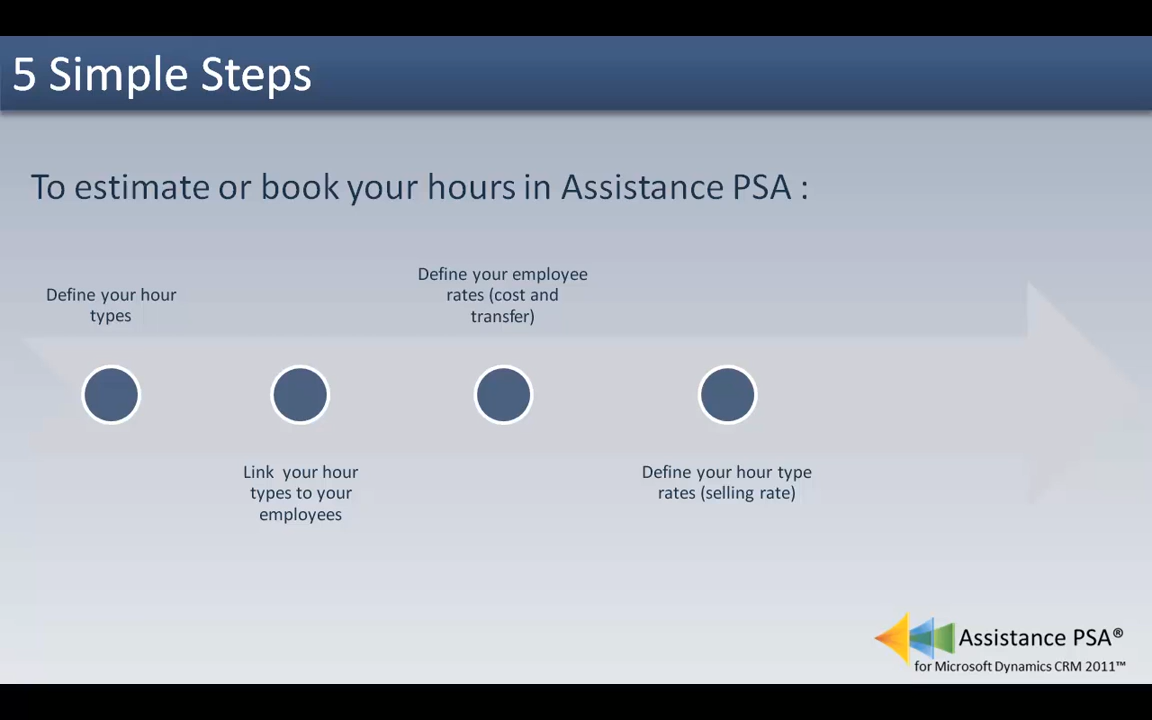 5 Simple Steps
To estimate or book your hours in Assistance PSA :
Define your hour
types
Link  your hour
types to your
employees
Define your employee
rates (cost and
transfer)
Define your hour type
rates (selling rate)
Assistance PSA®
for Microsoft Dynamics CRM 2011™